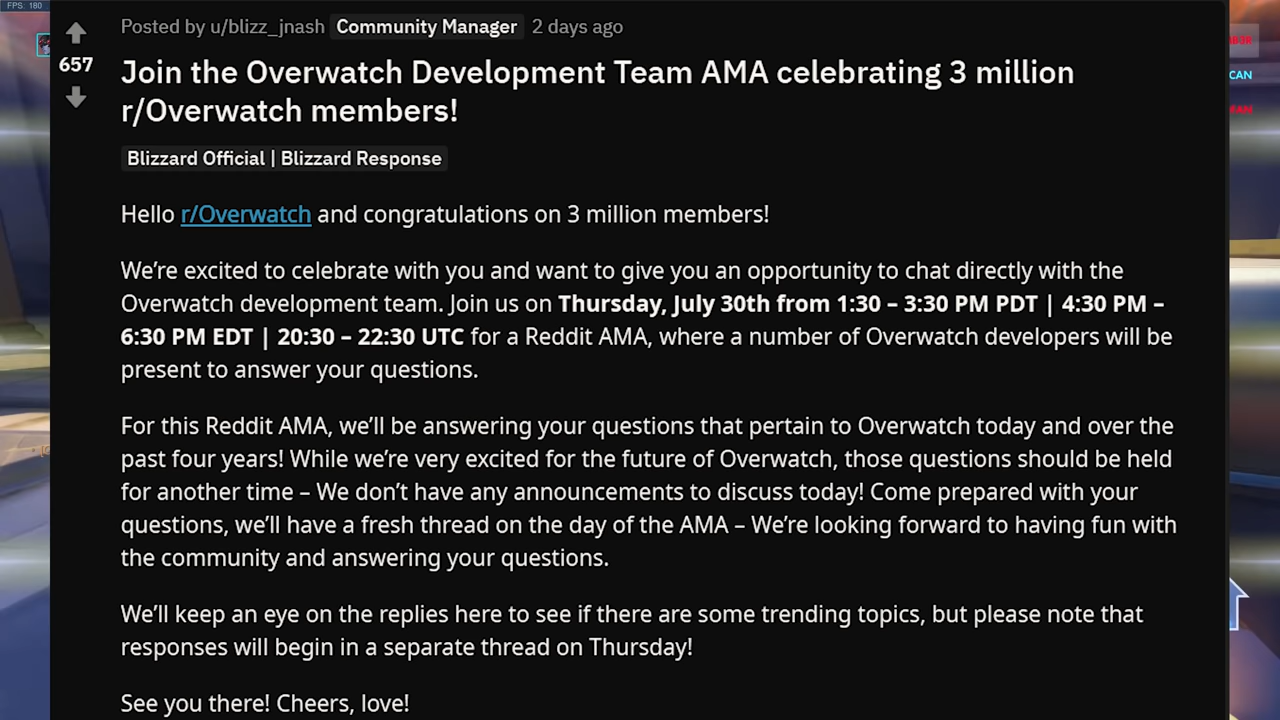 FPS: 180
Posted by u/blizz_jnash Community Manager 2 days ago
657
Join the Overwatch Development Team AMA celebrating 3 million
r/Overwatch members!
Blizzard Official | Blizzard Response
Hello r/Overwatch and congratulations on 3 million members!
We’re excited to celebrate with you and want to give you an opportunity to chat directly with the
Overwatch development team. Join us on Thursday, July 30th from 1:30 – 3:30 PM PDT | 4:30 PM –
6:30 PM EDT | 20:30 – 22:30 UTC for a Reddit AMA, where a number of Overwatch developers will be
present to answer your questions.
For this Reddit AMA, we’ll be answering your questions that pertain to Overwatch today and over the
past four years! While we’re very excited for the future of Overwatch, those questions should be held
for another time – We don’t have any announcements to discuss today! Come prepared with your
questions, we’ll have a fresh thread on the day of the AMA – We’re looking forward to having fun with
the community and answering your questions.
We’ll keep an eye on the replies here to see if there are some trending topics, but please note that
responses will begin in a separate thread on Thursday!
See you there! Cheers, love!